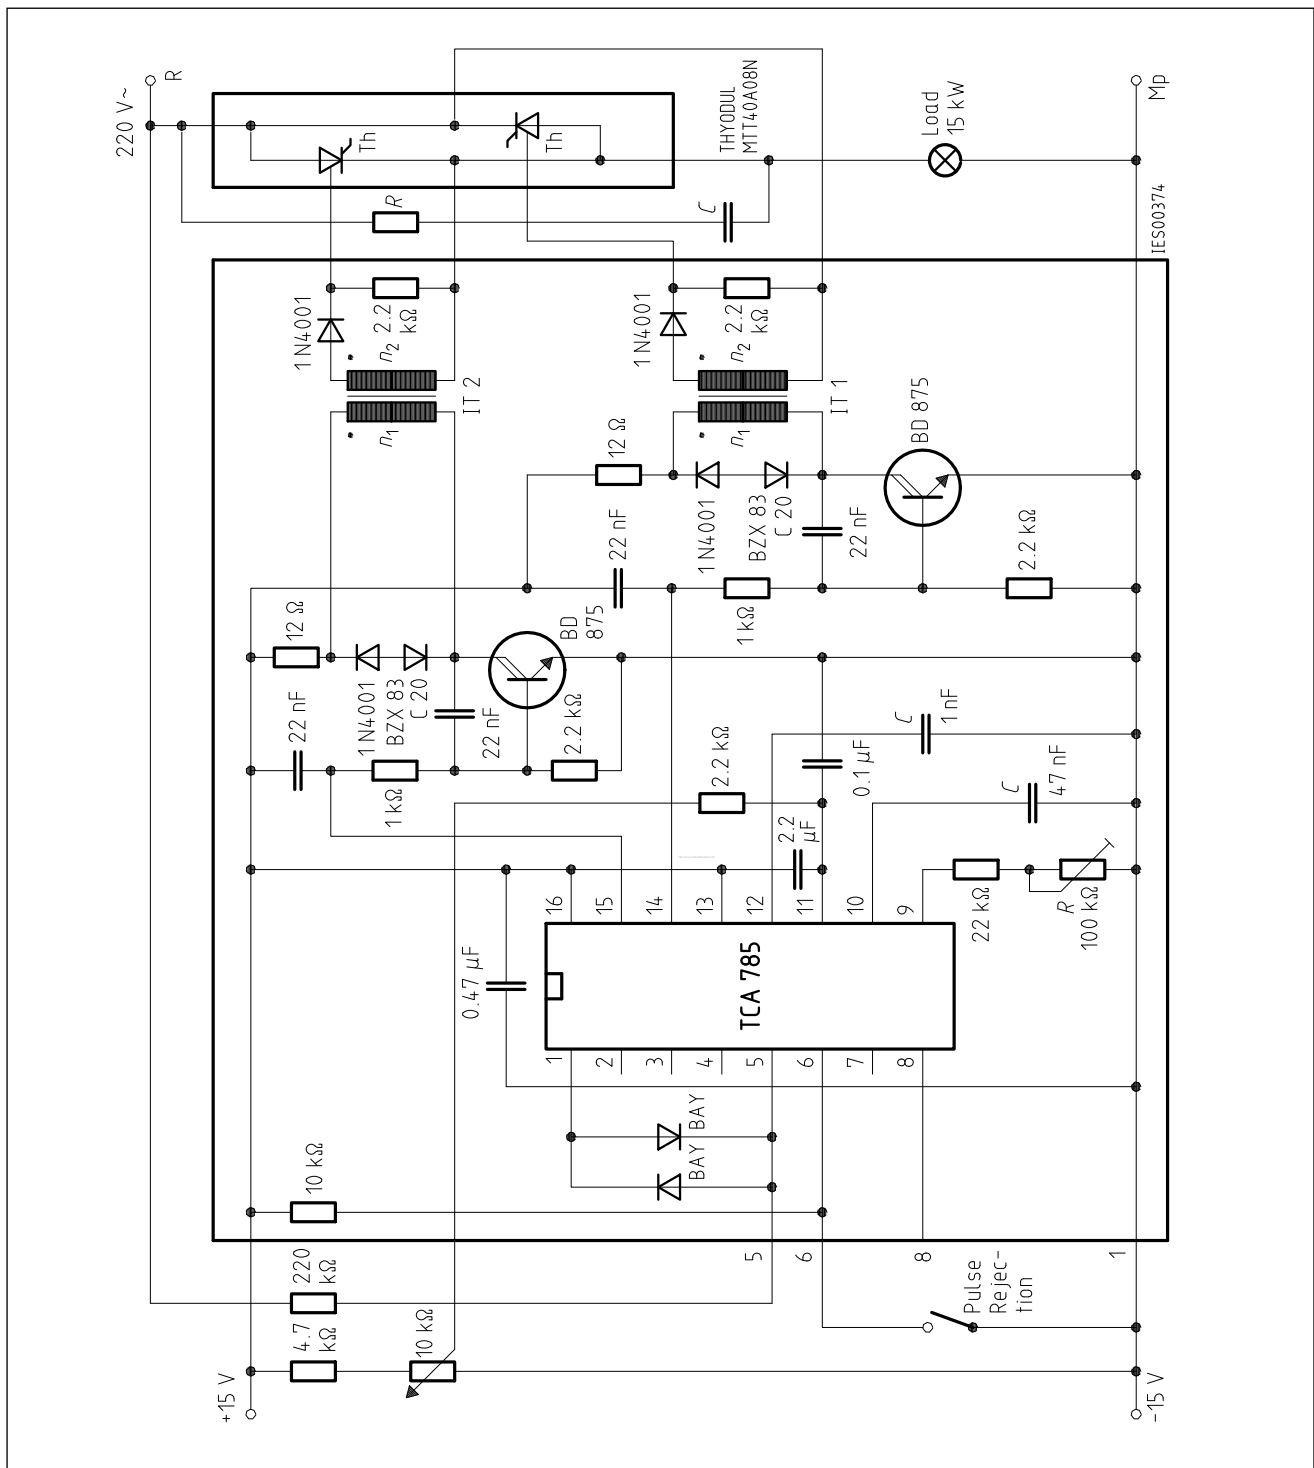 220 V~
R
THYODUL
MTT40A08N
Load
15 kW
Mp
Th
Th
R
C
IES00374
1N4001
2.2
kΩ
n2
n1
IT 2
1N4001
2.2
kΩ
n2
n1
IT 1
12 Ω
BD 875
22 nF
1N4001
BZX 83
C 20
22 nF
1 kΩ
2.2 kΩ
12 Ω
22 nF
1N4001
BZX 83
C 20
22 nF
BD
875
1 kΩ
2.2 kΩ
2.2 kΩ
0.1 µF
C
1 nF
C
47 nF
2.2
µF
22 kΩ
R
100 kΩ
16
15
14
13
12
11
10
9
0.47 µF
TCA 785
1
2
3
4
5
6
7
8
BAY
BAY
10 kΩ
220
kΩ
4.7
kΩ
10 kΩ
5
6
8
1
Pulse
Rejec-
tion
+15 V
-15 V